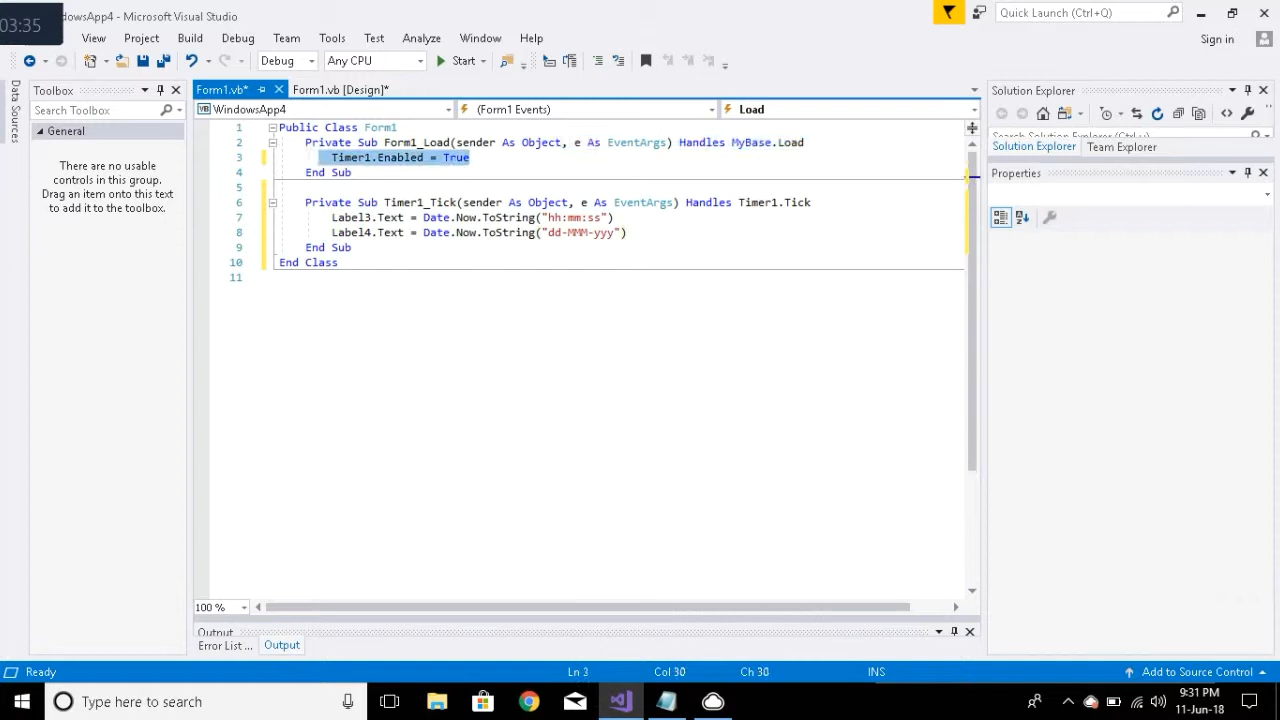 03:35
dowsApp4 - Microsoft Visual Studio
Quick Launch (Ctrl+Q)
View Project Build Debug Team Tools Test Analyze Window Help
Sign in
Debug Any CPU Start
Data Sources
Toolbox
Search Toolbox
General
There are no usable
controls in this group.
Drag an item onto this text
to add it to the toolbox.
Form1.vb* Form1.vb [Design]*
WindowsApp4 (Form1 Events) Load
1 Public Class Form1
2 Private Sub Form1_Load(sender As Object, e As EventArgs) Handles MyBase.Load
3 Timer1.Enabled = True
4 End Sub
5
6 Private Sub Timer1_Tick(sender As Object, e As EventArgs) Handles Timer1.Tick
7 Label3.Text = Date.Now.ToString("hh:mm:ss")
8 Label4.Text = Date.Now.ToString("dd-MMM-yyy")
9 End Sub
10 End Class
11
100 %
Output
Error List ... Output
Solution Explorer
Search Solution Explorer
Solution Explorer Team Explorer
Properties
Ready Ln 3 Col 30 Ch 30 INS Add to Source Control
Type here to search
9:31 PM
11-Jun-18